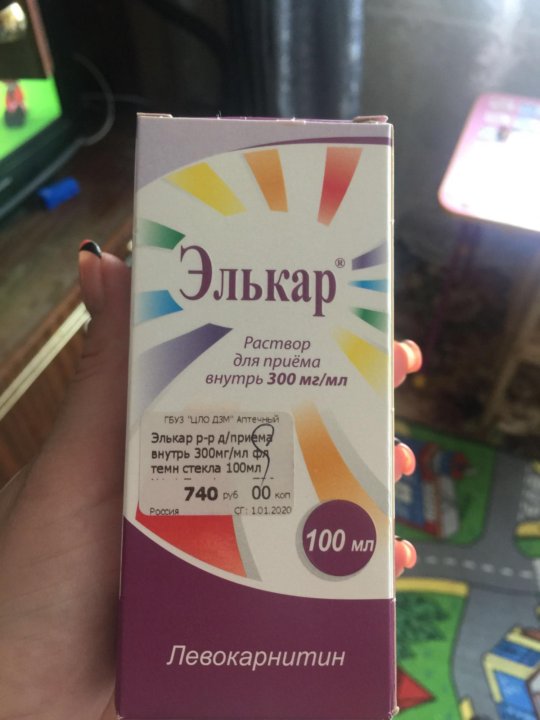 Элькар®
Раствор
для приёма
внутрь 300 мг/мл
ГБУЗ "ЦЛО ДЗМ" Аптечный
Элькар р-р д/приема
внутрь 300мг/мл фл
темн стекла 100мл
740 руб 00 коп
Россия СГ: 1.01.2020
100 мл
Левокарнитин